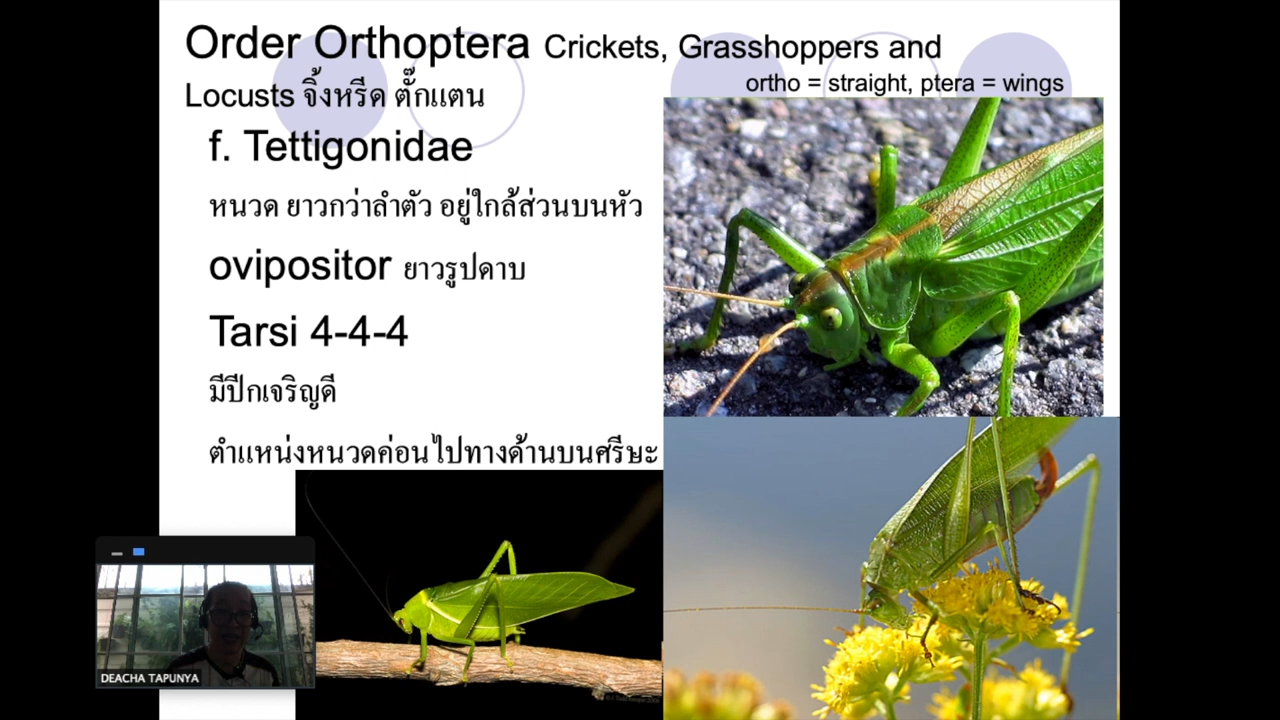 Order Orthoptera Crickets, Grasshoppers and
ortho = straight, ptera = wings
Locusts จิ้งหรีด ตั๊กแตน
f. Tettigonidae
หนวด ยาวกว่าลำตัว อยู่ใกล้ส่วนบนหัว
ovipositor ยาวรูปดาบ
Tarsi 4-4-4
มีปีกเจริญดี
ตำแหน่งหนวดค่อนไปทางด้านบนศรีษะ
DEACHA TAPUNYA